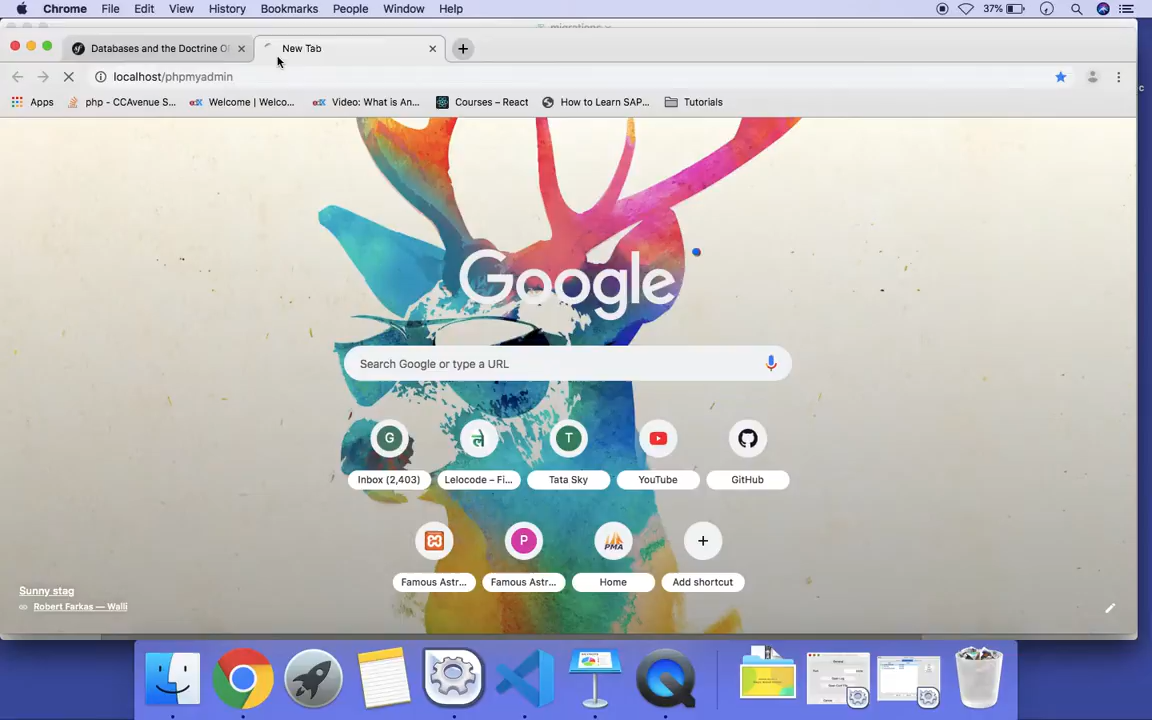 Chrome File Edit View History Bookmarks People Window Help 37%
Databases and the Doctrine O
New Tab
localhost/phpmyadmin
Apps php - CCAvenue S... Welcome | Welco... Video: What is An... Courses – React How to Learn SAP... Tutorials
Google
Search Google or type a URL
G T
Inbox (2,403) Lelocode – Fi... Tata Sky YouTube GitHub
P PMA
Famous Astr... Famous Astr... Home Add shortcut
Sunny stag
Robert Farkas — Walli